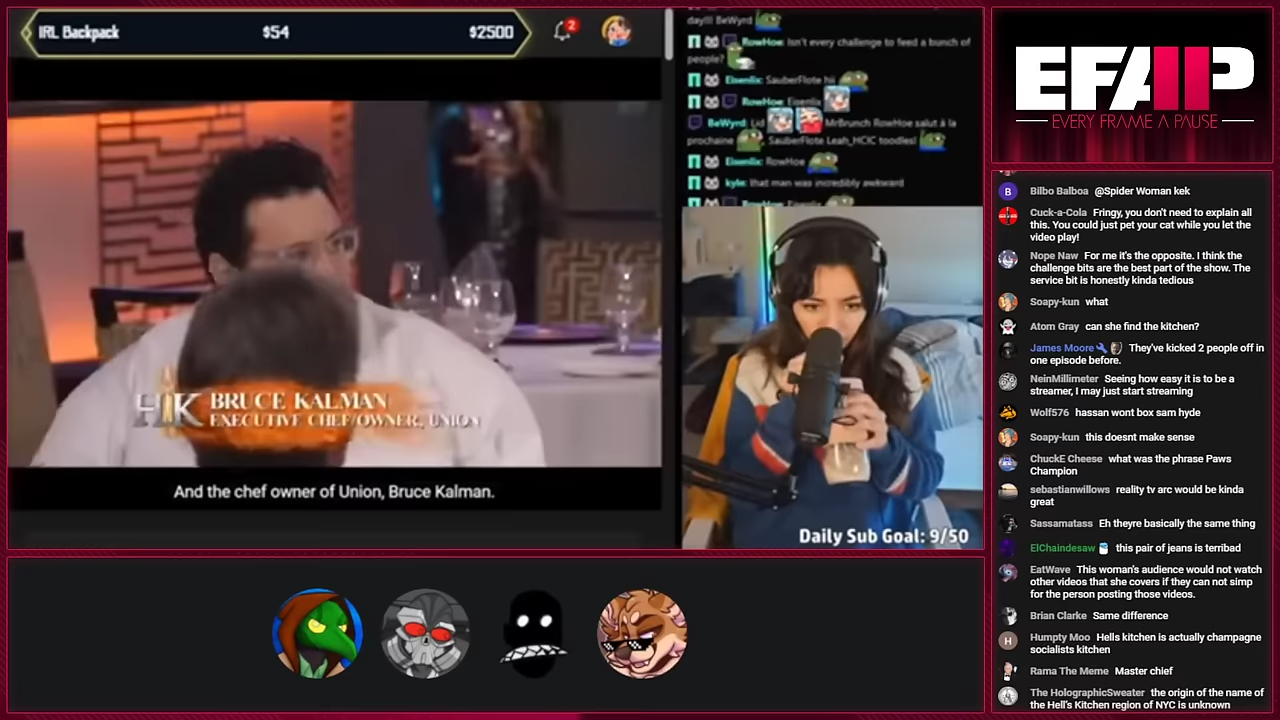 IRL Backpack $54 $2500
2
day!!! BeWyrd
RowHoe: Isn't every challenge to feed a bunch of
people?
Eisenlix: SauberFlote hii
RowHoe: Eisenlix
BeWyrd: Lid MrBrunch RowHoe salut à la
prochaine , SauberFlote Leah_HCIC toodles!
Eisenlix: RowHoe
kyle: that man was incredibly awkward
RowHoe: Eisenlix
HK BRUCE KALMAN
EXECUTIVE CHEF/OWNER, UNION
And the chef owner of Union, Bruce Kalman.
Daily Sub Goal: 9/50
EFAP
EVERY FRAME A PAUSE
B Bilbo Balboa @Spider Woman kek
Cuck-a-Cola Fringy, you don't need to explain all
this. You could just pet your cat while you let the
video play!
Nope Naw For me it's the opposite. I think the
challenge bits are the best part of the show. The
service bit is honestly kinda tedious
Soapy-kun what
Atom Gray can she find the kitchen?
James Moore They've kicked 2 people off in
one episode before.
NeinMillimeter Seeing how easy it is to be a
streamer, I may just start streaming
Wolf576 hassan wont box sam hyde
Soapy-kun this doesnt make sense
ChuckE Cheese what was the phrase Paws
Champion
sebastianwillows reality tv arc would be kinda
great
Sassamatass Eh theyre basically the same thing
ElChaindesaw this pair of jeans is terribad
EatWave This woman's audience would not watch
other videos that she covers if they can not simp
for the person posting those videos.
Brian Clarke Same difference
H Humpty Moo Hells kitchen is actually champagne
socialists kitchen
Rama The Meme Master chief
The HolographicSweater the origin of the name of
the Hell's Kitchen region of NYC is unknown